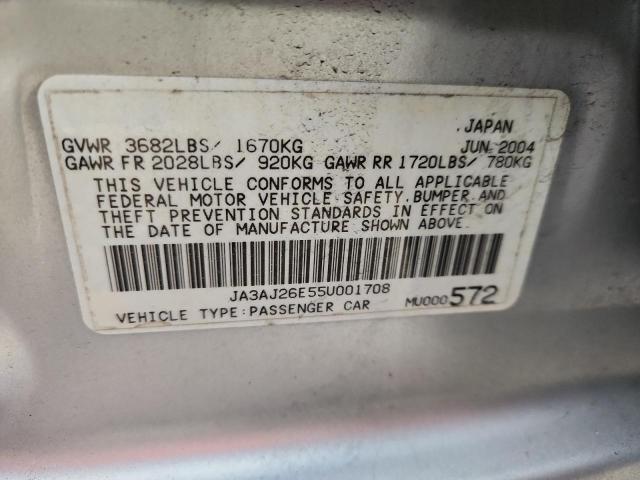 JAPAN
GVWR 3682LBS/ 1670KG JUN 2004
GAWR FR 2028LBS/ 920KG GAWR RR 1720LBS/ 780KG
THIS VEHICLE CONFORMS TO ALL APPLICABLE
FEDERAL MOTOR VEHICLE SAFETY, BUMPER AND
THEFT PREVENTION STANDARDS IN EFFECT ON
THE DATE OF MANUFACTURE SHOWN ABOVE.
JA3AJ26E55U001708
VEHICLE TYPE:PASSENGER CAR MU000572